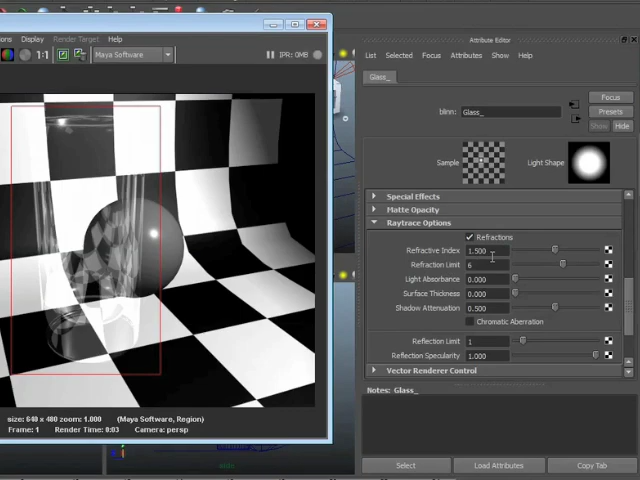 Attribute Editor
ons Display Render Target Help
List Selected Focus Attributes Show Help
1:1 Maya Software IPR: 0MB
Glass_
Focus
blinn: Glass_
Presets
Show Hide
Sample Light Shape
Special Effects
Matte Opacity
Raytrace Options
Refractions
Refractive Index 1.500
Refraction Limit 6
Light Absorbance 0.000
Surface Thickness 0.000
Shadow Attenuation 0.500
Chromatic Aberration
Reflection Limit 1
Reflection Specularity 1.000
Vector Renderer Control
Notes: Glass_
size: 640 x 480 zoom: 1.000 (Maya Software, Region)
Frame: 1 Render Time: 0:03 Camera: persp
side
Select Load Attributes Copy Tab